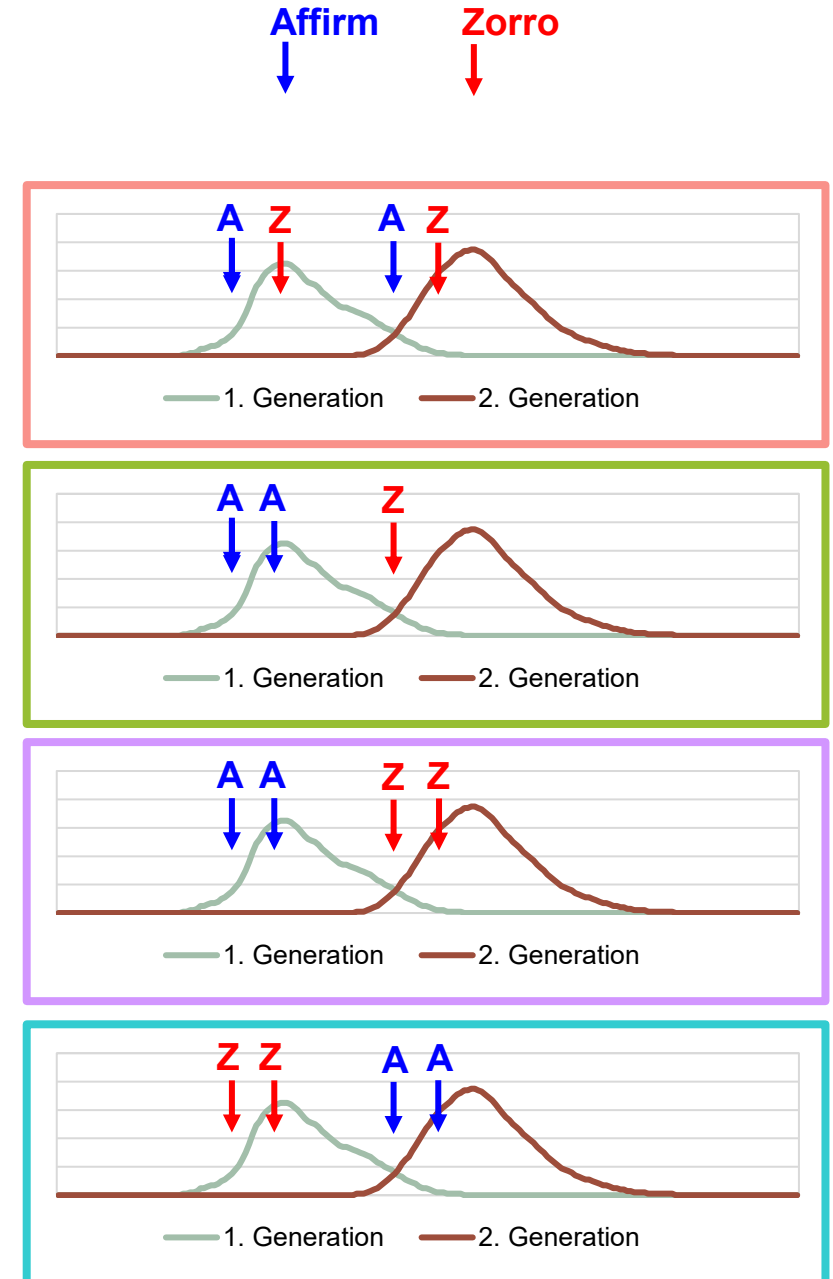 Affirm Zorro
A Z A Z
1. Generation 2. Generation
A A Z
1. Generation 2. Generation
A A Z Z
1. Generation 2. Generation
Z Z A A
1. Generation 2. Generation